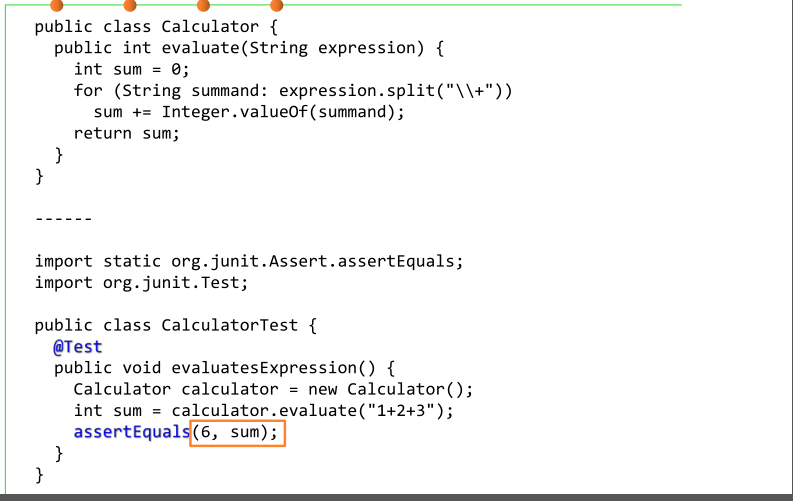 public class Calculator {
  public int evaluate(String expression) {
    int sum = 0;
    for (String summand: expression.split("\\+"))
      sum += Integer.valueOf(summand);
    return sum;
  }
}
------
import static org.junit.Assert.assertEquals;
import org.junit.Test;
public class CalculatorTest {
  @Test
  public void evaluatesExpression() {
    Calculator calculator = new Calculator();
    int sum = calculator.evaluate("1+2+3");
    assertEquals(6, sum);
  }
}